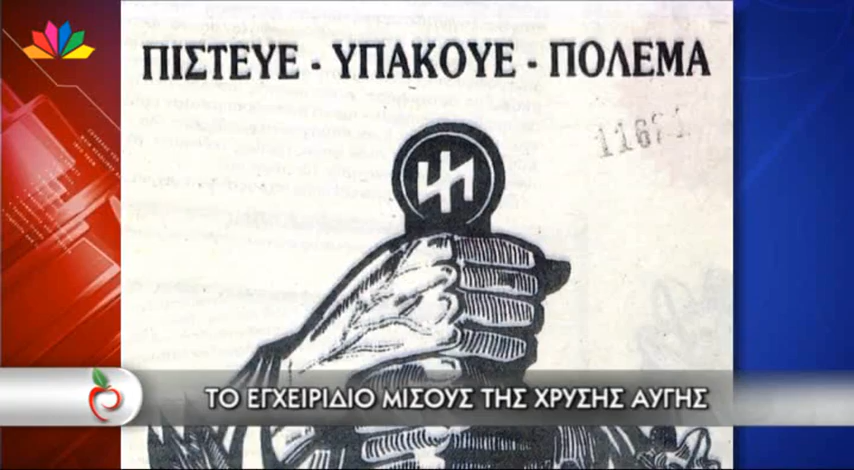 ΠΙΣΤΕΥΕ - ΥΠΑΚΟΥΕ - ΠΟΛΕΜΑ
ΤΟ ΕΓΧΕΙΡΙΔΙΟ ΜΙΣΟΥΣ ΤΗΣ ΧΡΥΣΗΣ ΑΥΓΗΣ